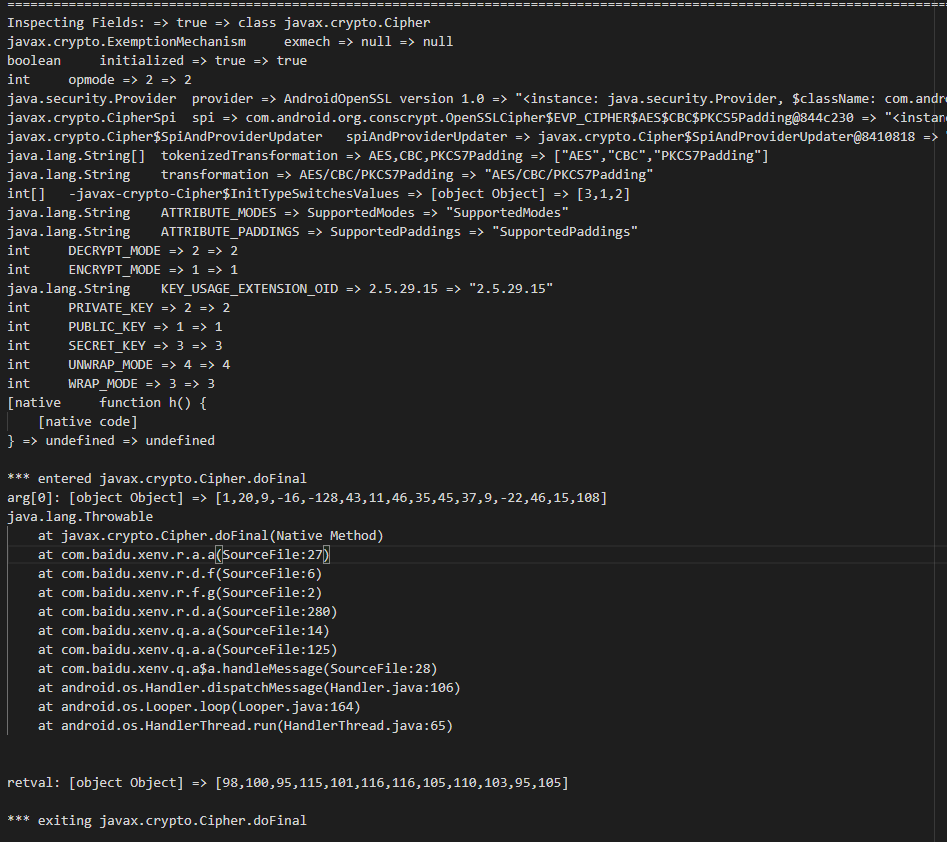 Inspecting Fields: => true => class javax.crypto.Cipher
javax.crypto.ExemptionMechanism exmech => null => null
boolean initialized => true => true
int opmode => 2 => 2
java.security.Provider provider => AndroidOpenSSL version 1.0 => "<instance: java.security.Provider, $className: com.andr
javax.crypto.CipherSpi spi => com.android.org.conscrypt.OpenSSLCipher$EVP_CIPHER$AES$CBC$PKCS5Padding@844c230 => "<instan
javax.crypto.Cipher$SpiAndProviderUpdater spiAndProviderUpdater => javax.crypto.Cipher$SpiAndProviderUpdater@8410818 => "
java.lang.String[] tokenizedTransformation => AES,CBC,PKCS7Padding => ["AES","CBC","PKCS7Padding"]
java.lang.String transformation => AES/CBC/PKCS7Padding => "AES/CBC/PKCS7Padding"
int[] -javax-crypto-Cipher$InitTypeSwitchesValues => [object Object] => [3,1,2]
java.lang.String ATTRIBUTE_MODES => SupportedModes => "SupportedModes"
java.lang.String ATTRIBUTE_PADDINGS => SupportedPaddings => "SupportedPaddings"
int DECRYPT_MODE => 2 => 2
int ENCRYPT_MODE => 1 => 1
java.lang.String KEY_USAGE_EXTENSION_OID => 2.5.29.15 => "2.5.29.15"
int PRIVATE_KEY => 2 => 2
int PUBLIC_KEY => 1 => 1
int SECRET_KEY => 3 => 3
int UNWRAP_MODE => 4 => 4
int WRAP_MODE => 3 => 3
[native function h() {
[native code]
} => undefined => undefined
*** entered javax.crypto.Cipher.doFinal
arg[0]: [object Object] => [1,20,9,-16,-128,43,11,46,35,45,37,9,-22,46,15,108]
java.lang.Throwable
at javax.crypto.Cipher.doFinal(Native Method)
at com.baidu.xenv.r.a.a(SourceFile:27)
at com.baidu.xenv.r.d.f(SourceFile:6)
at com.baidu.xenv.r.f.g(SourceFile:2)
at com.baidu.xenv.r.d.a(SourceFile:280)
at com.baidu.xenv.q.a.a(SourceFile:14)
at com.baidu.xenv.q.a.a(SourceFile:125)
at com.baidu.xenv.q.a$a.handleMessage(SourceFile:28)
at android.os.Handler.dispatchMessage(Handler.java:106)
at android.os.Looper.loop(Looper.java:164)
at android.os.HandlerThread.run(HandlerThread.java:65)
retval: [object Object] => [98,100,95,115,101,116,116,105,110,103,95,105]
*** exiting javax.crypto.Cipher.doFinal